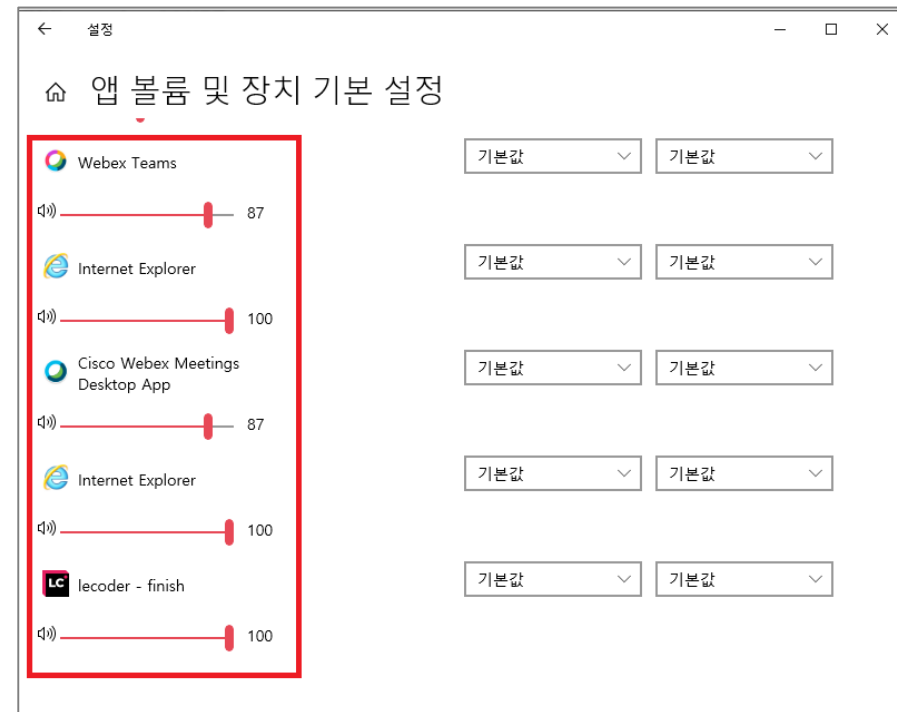 설정
앱 볼륨 및 장치 기본 설정
Webex Teams
기본값 기본값
87
Internet Explorer
기본값 기본값
100
Cisco Webex Meetings
Desktop App
기본값 기본값
87
Internet Explorer
기본값 기본값
100
LC lecoder - finish
기본값 기본값
100